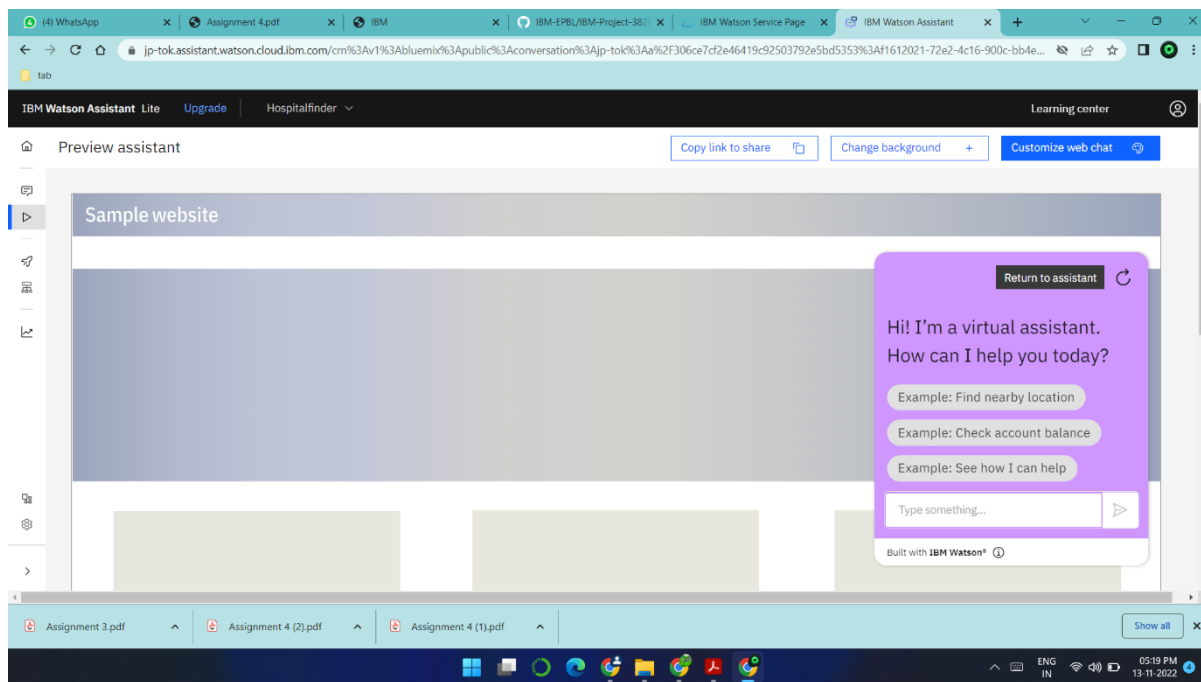 (4) WhatsApp
Assignment 4.pdf
IBM
IBM-EPBL/IBM-Project-382
IBM Watson Service Page
IBM Watson Assistant
jp-tok.assistant.watson.cloud.ibm.com/crn%3Av1%3Abluemix%3Apublic%3Aconversation%3Ajp-tok%3Aa%2F306ce7cf2e46419c92503792e5bd5353%3Af1612021-72e2-4c16-900c-bb4e...
tab
IBM Watson Assistant Lite Upgrade Hospitalfinder Learning center
Preview assistant
Copy link to share
Change background +
Customize web chat
Sample website
Return to assistant
Hi! I'm a virtual assistant.
How can I help you today?
Example: Find nearby location
Example: Check account balance
Example: See how I can help
Type something...
Built with IBM Watson®
Assignment 3.pdf
Assignment 4 (2).pdf
Assignment 4 (1).pdf
Show all
ENG
IN
05:19 PM
13-11-2022
4